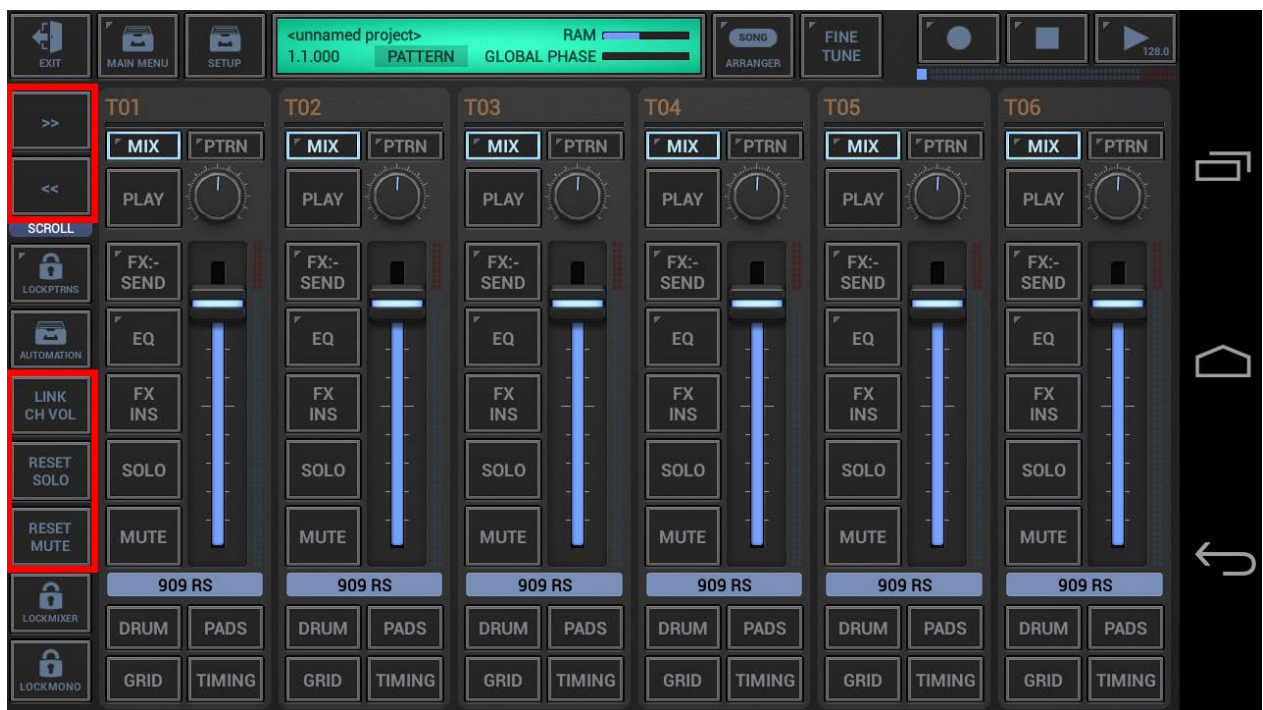 EXIT
MAIN MENU
SETUP
<unnamed project>
RAM
1.1.000
PATTERN
GLOBAL PHASE
SONG
ARRANGER
FINE
TUNE
128.0
>>
<<
SCROLL
LOCKPTRNS
AUTOMATION
LINK
CH VOL
RESET
SOLO
RESET
MUTE
LOCKMIXER
LOCKMONO
T01
MIX PTRN
PLAY
FX:-
SEND
EQ
FX
INS
SOLO
MUTE
909 RS
DRUM PADS
GRID TIMING
T02
MIX PTRN
PLAY
FX:-
SEND
EQ
FX
INS
SOLO
MUTE
909 RS
DRUM PADS
GRID TIMING
T03
MIX PTRN
PLAY
FX:-
SEND
EQ
FX
INS
SOLO
MUTE
909 RS
DRUM PADS
GRID TIMING
T04
MIX PTRN
PLAY
FX:-
SEND
EQ
FX
INS
SOLO
MUTE
909 RS
DRUM PADS
GRID TIMING
T05
MIX PTRN
PLAY
FX:-
SEND
EQ
FX
INS
SOLO
MUTE
909 RS
DRUM PADS
GRID TIMING
T06
MIX PTRN
PLAY
FX:-
SEND
EQ
FX
INS
SOLO
MUTE
909 RS
DRUM PADS
GRID TIMING